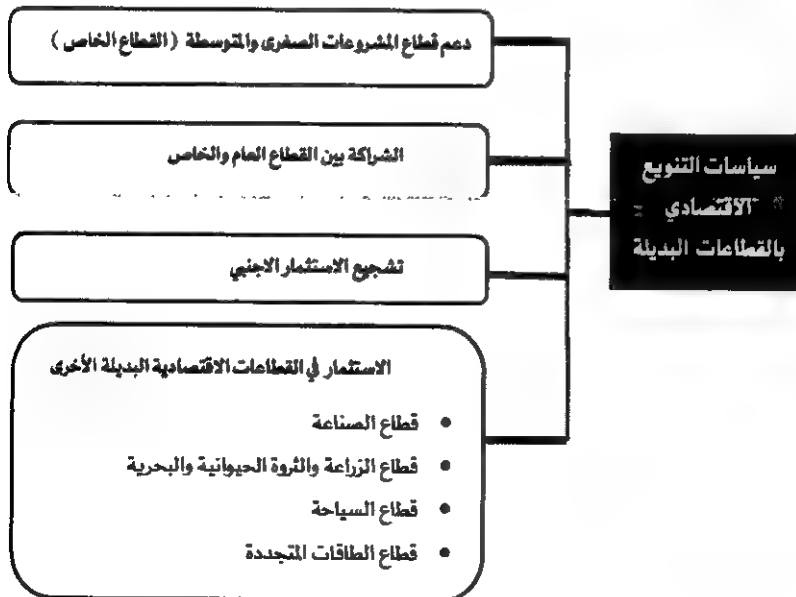 سياسات التنويع
الاقتصادي
بالقطاعات البديلة
دعم قطاع المشروعات الصغرى والمتوسطة (القطاع الخاص)
الشراكة بين القطاع العام والخاص
تشجيع الاستثمار الاجنبي
الاستثمار في القطاعات الاقتصادية البديلة الأخرى
• قطاع الصناعة
• قطاع الزراعة والثروة الحيوانية والبحرية
• قطاع السياحة
• قطاع الطاقات المتجددة